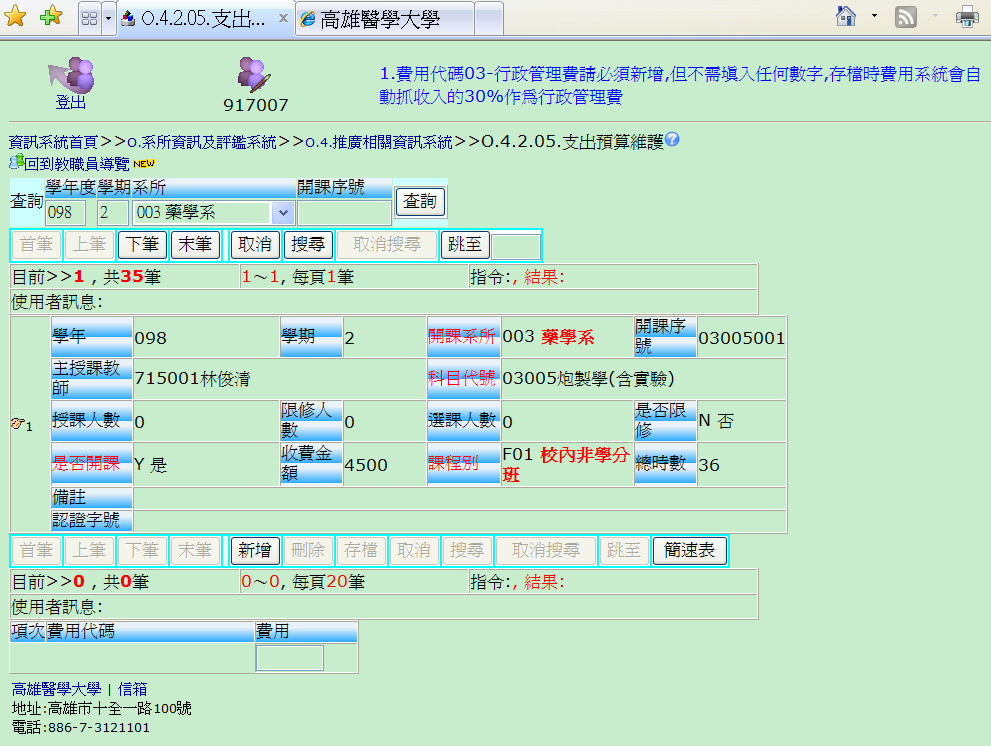 O.4.2.05.支出...
高雄醫學大學
登出
917007
1.費用代碼03-行政管理費請必須新增,但不需填入任何數字,存檔時費用系統會自
動抓收入的30%作為行政管理費
資訊系統首頁>>O.系所資訊及評鑑系統>>O.4.推廣相關資訊系統>>O.4.2.05.支出預算維護?
回到教職員導覽 NEW
查詢 學年度 學期 系所 開課序號 查詢
098 2 003 藥學系
首筆 上筆 下筆 末筆 取消 搜尋 取消搜尋 跳至
目前>>1 , 共35筆 1～1, 每頁1筆 指令:, 結果:
使用者訊息:
學年 098 學期 2 開課系所 003 藥學系 開課序號 03005001
主授課教師 715001林俊清 科目代號 03005炮製學(含實驗)
1 授課人數 0 限修人數 0 選課人數 0 是否限修 N 否
是否開課 Y 是 收費金額 4500 課程別 F01 校內非學分班 總時數 36
備註
認證字號
首筆 上筆 下筆 末筆 新增 刪除 存檔 取消 搜尋 取消搜尋 跳至 簡速表
目前>>0 , 共0筆 0～0, 每頁20筆 指令:, 結果:
使用者訊息:
項次 費用代碼 費用
高雄醫學大學 | 信箱
地址:高雄市十全一路100號
電話:886-7-3121101